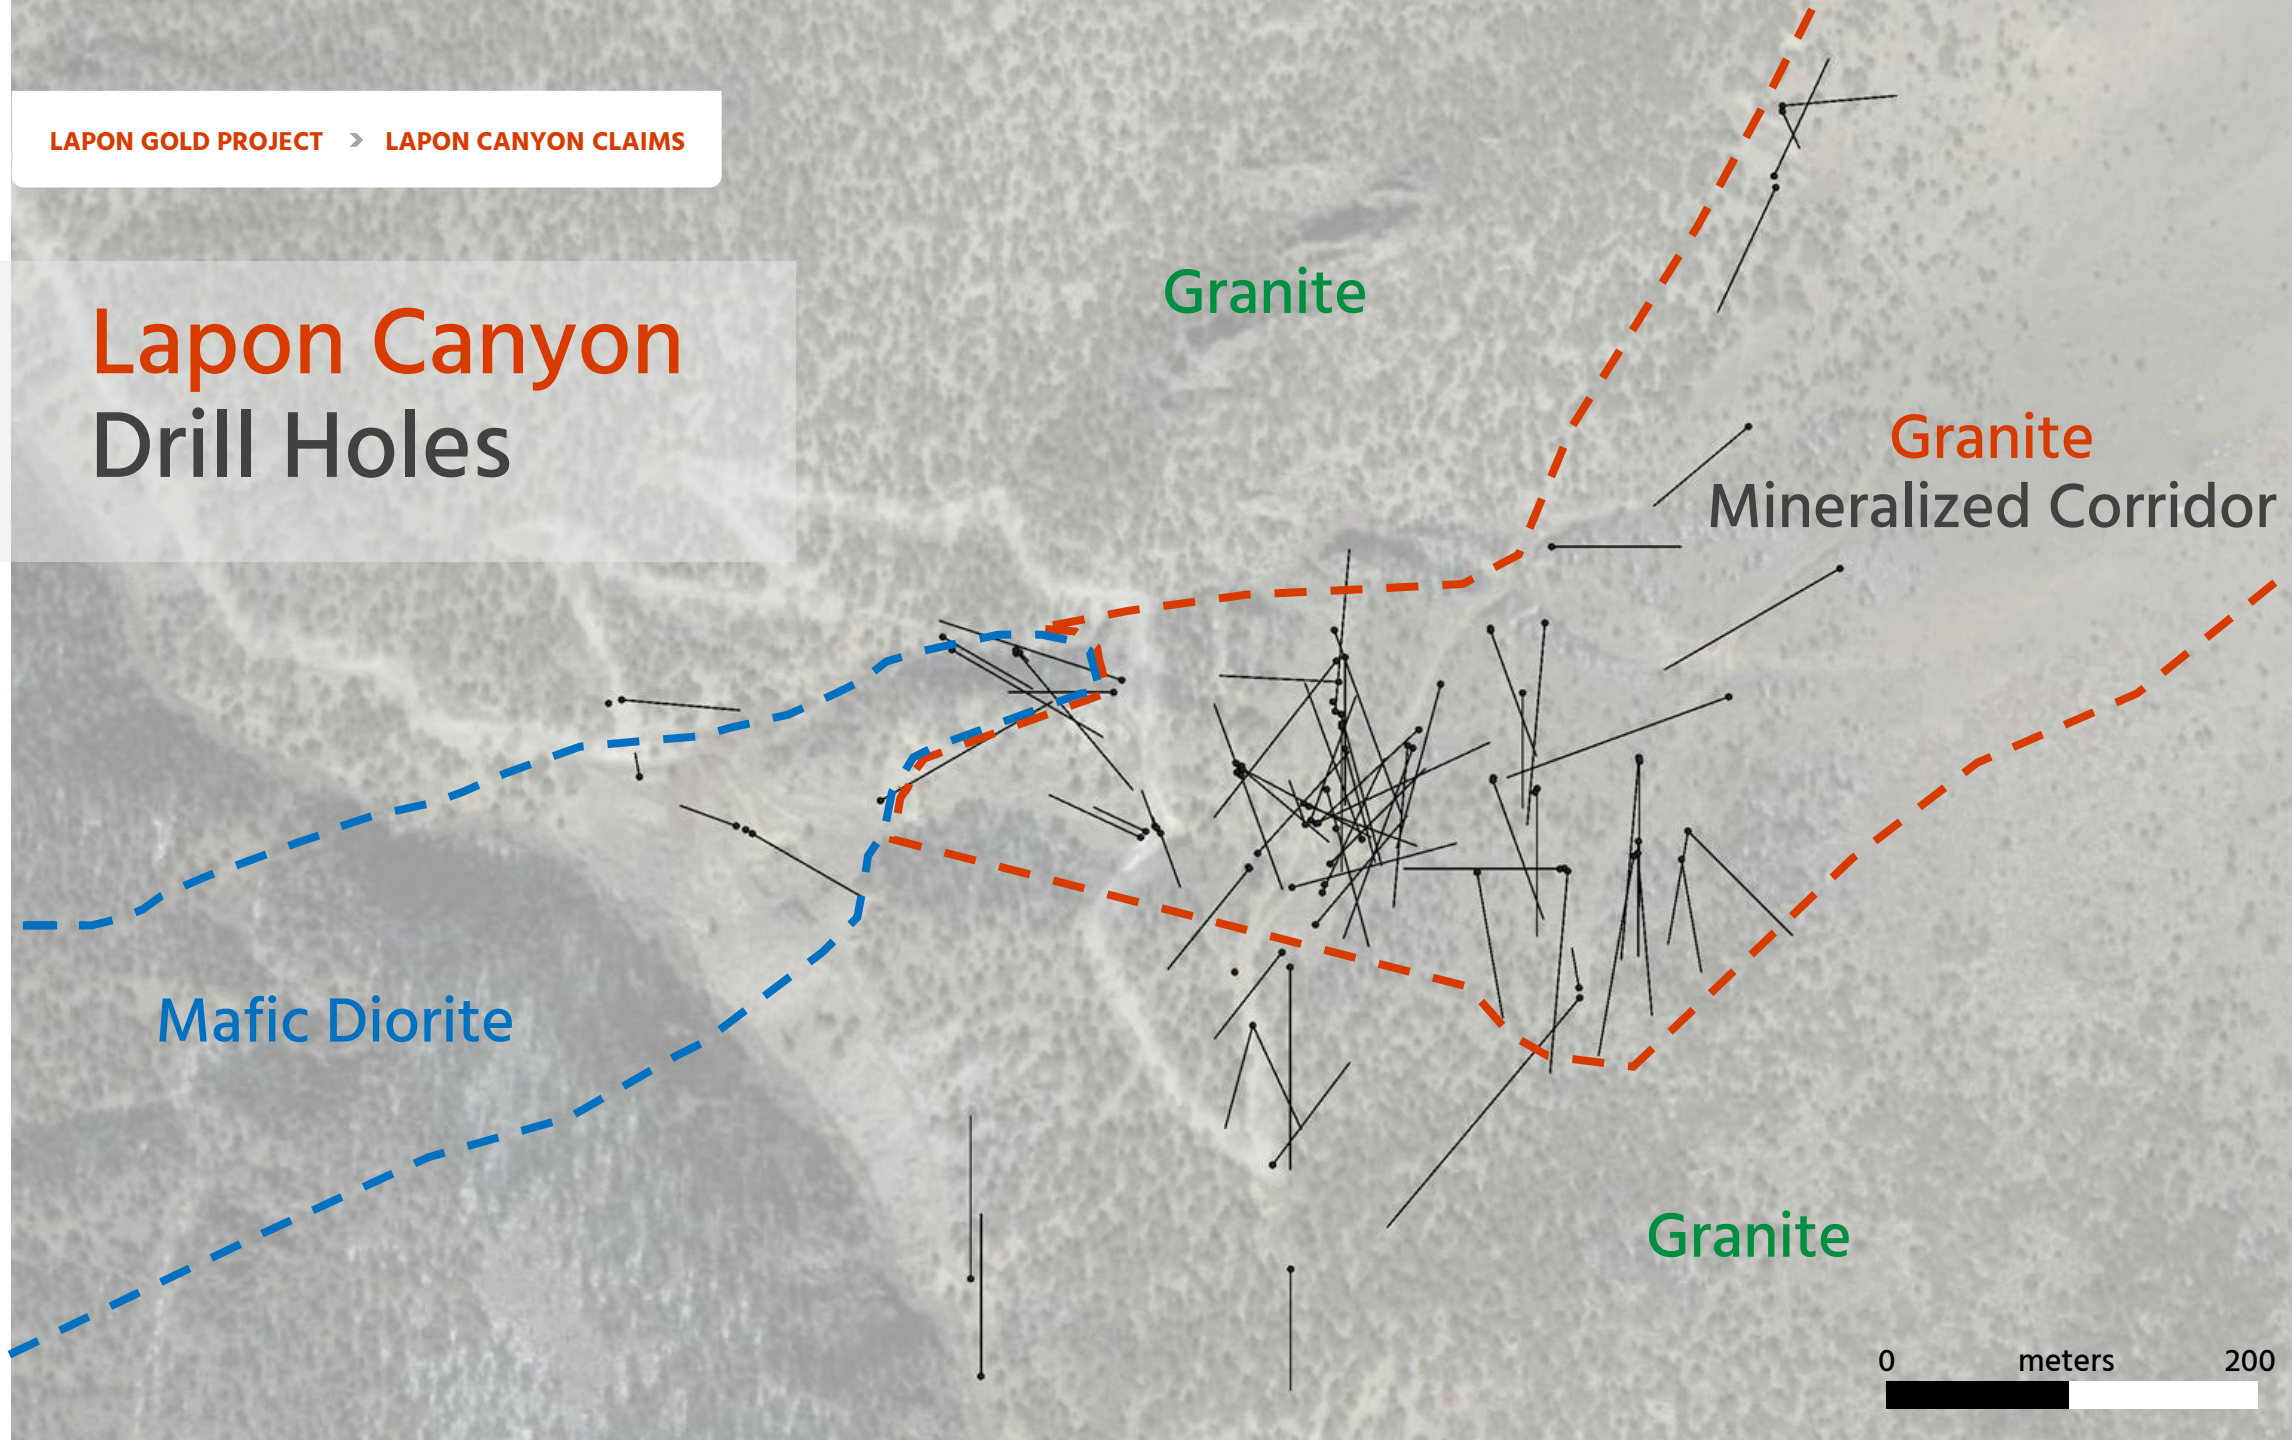 LAPON GOLD PROJECT > LAPON CANYON CLAIMS
Lapon Canyon
Drill Holes
Granite
Granite
Mineralized Corridor
Mafic Diorite
Granite
0 meters 200